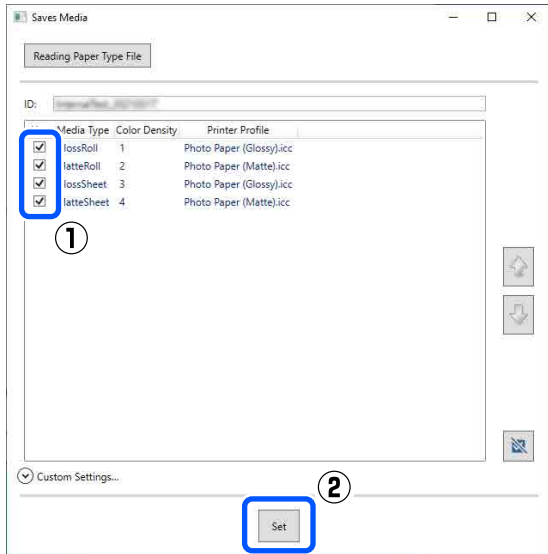 Saves Media
Reading Paper Type File
ID:
Media Type Color Density Printer Profile
lossRoll 1 Photo Paper (Glossy).icc
latteRoll 2 Photo Paper (Matte).icc
lossSheet 3 Photo Paper (Glossy).icc
latteSheet 4 Photo Paper (Matte).icc
①
Custom Settings...
②
Set